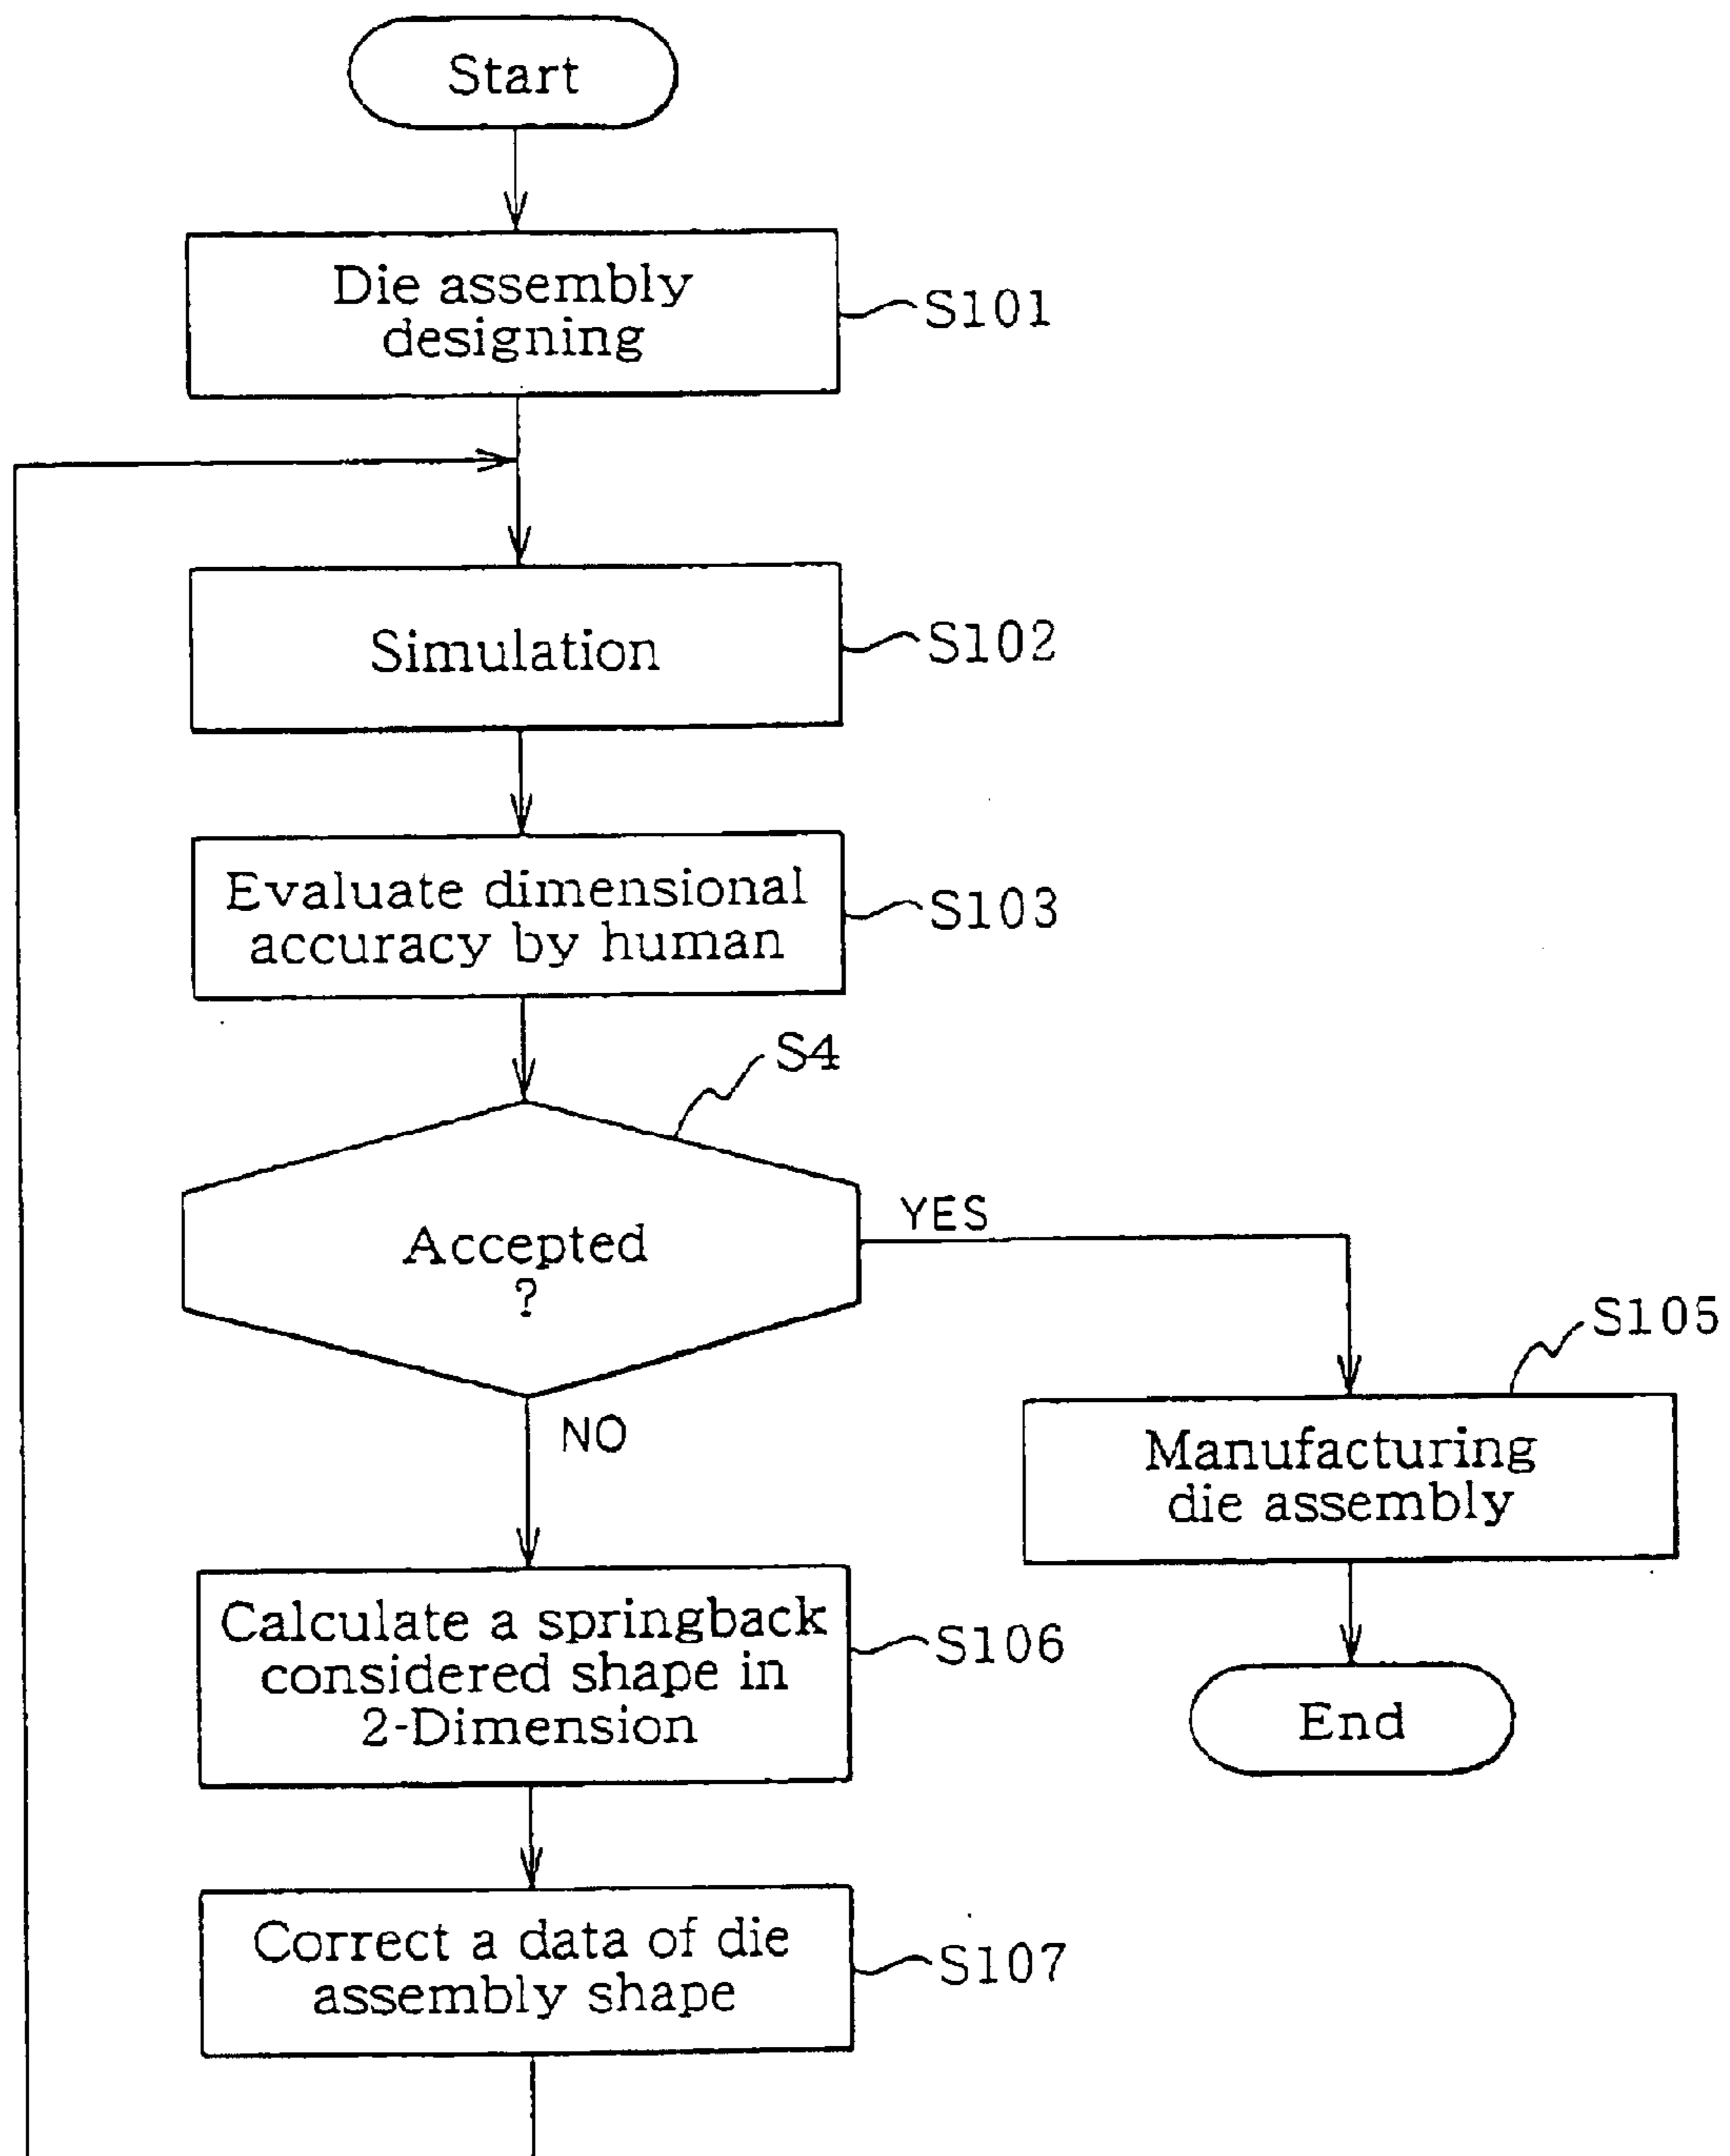 Start
Die assembly
designing
S101
Simulation
S102
Evaluate dimensional
accuracy by human
S103
S4
Accepted
?
YES
NO
S105
Manufacturing
die assembly
End
Calculate a springback
considered shape in
2-Dimension
S106
Correct a data of die
assembly shape
S107